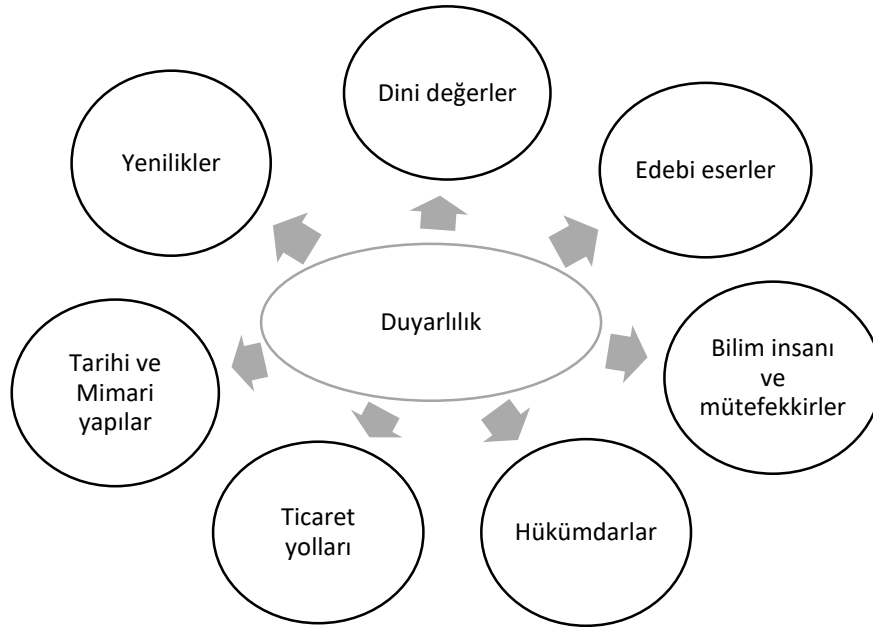 Dini değerler
Yenilikler
Edebi eserler
Duyarlılık
Tarihi ve
Mimari
yapılar
Bilim insanı
ve
mütefekkirler
Ticaret
yolları
Hükümdarlar